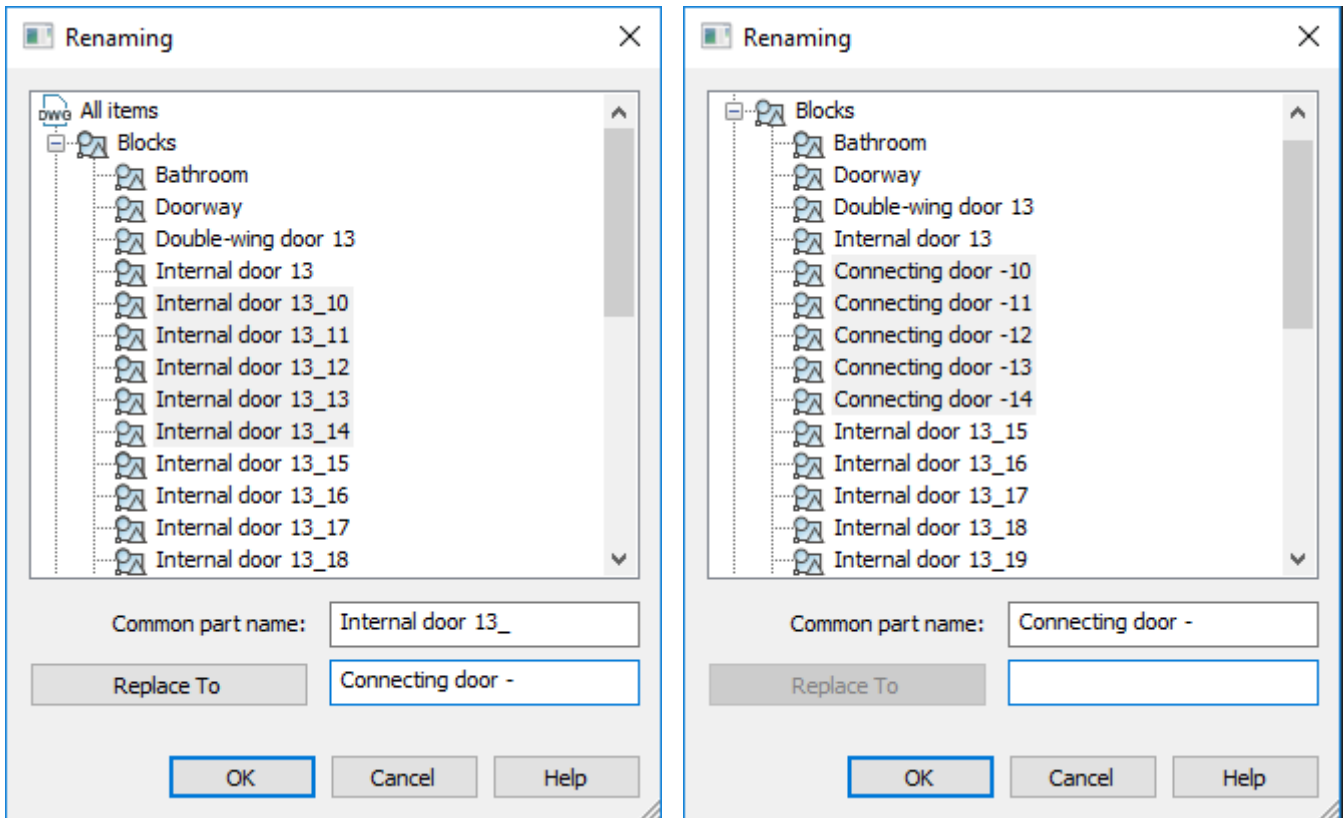 Renaming
DWG All items
Blocks
Bathroom
Doorway
Double-wing door 13
Internal door 13
Internal door 13_10
Internal door 13_11
Internal door 13_12
Internal door 13_13
Internal door 13_14
Internal door 13_15
Internal door 13_16
Internal door 13_17
Internal door 13_18
Common part name: Internal door 13_
Replace To Connecting door -
OK Cancel Help
Renaming
Blocks
Bathroom
Doorway
Double-wing door 13
Internal door 13
Connecting door -10
Connecting door -11
Connecting door -12
Connecting door -13
Connecting door -14
Internal door 13_15
Internal door 13_16
Internal door 13_17
Internal door 13_18
Internal door 13_19
Common part name: Connecting door -
Replace To
OK Cancel Help